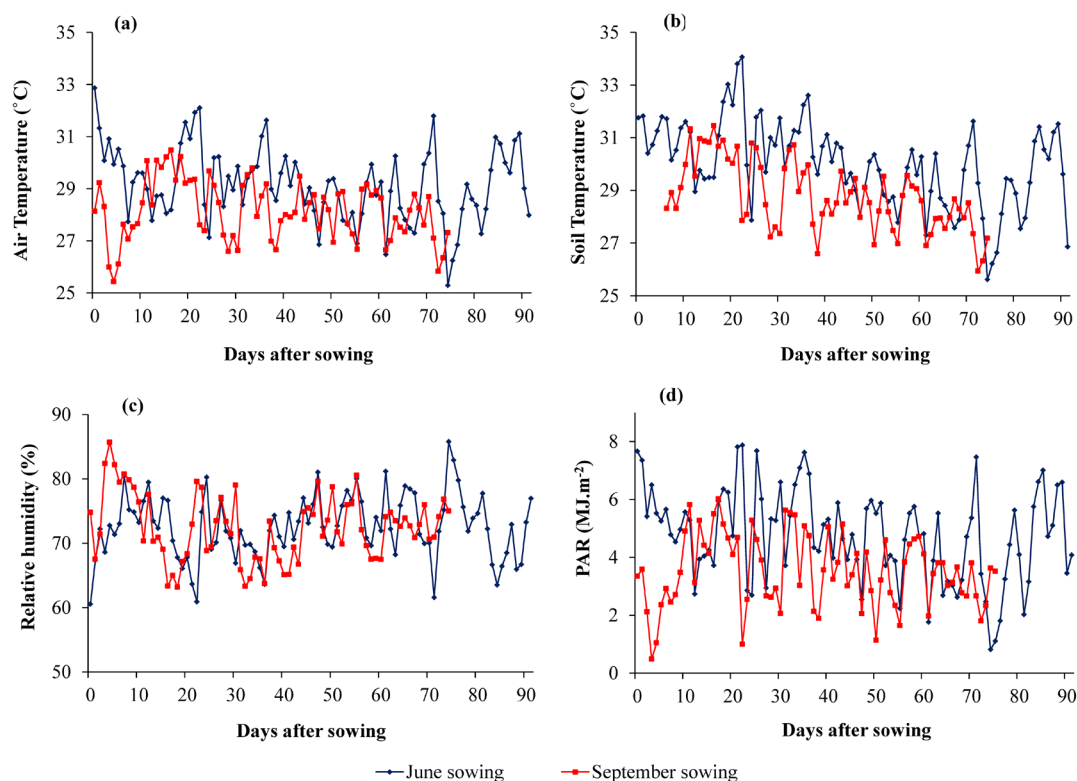 (a)
35
33
31
29
27
25
Air Temperature (˚C)
0 10 20 30 40 50 60 70 80 90
Days after sowing
(b)
35
33
31
29
27
25
Soil Temperature (˚C)
0 10 20 30 40 50 60 70 80 90
Days after sowing
(c)
90
80
70
60
50
Relative humidity (%)
0 10 20 30 40 50 60 70 80 90
Days after sowing
(d)
8
6
4
2
0
PAR (MJ.m-2)
0 10 20 30 40 50 60 70 80 90
Days after sowing
June sowing September sowing